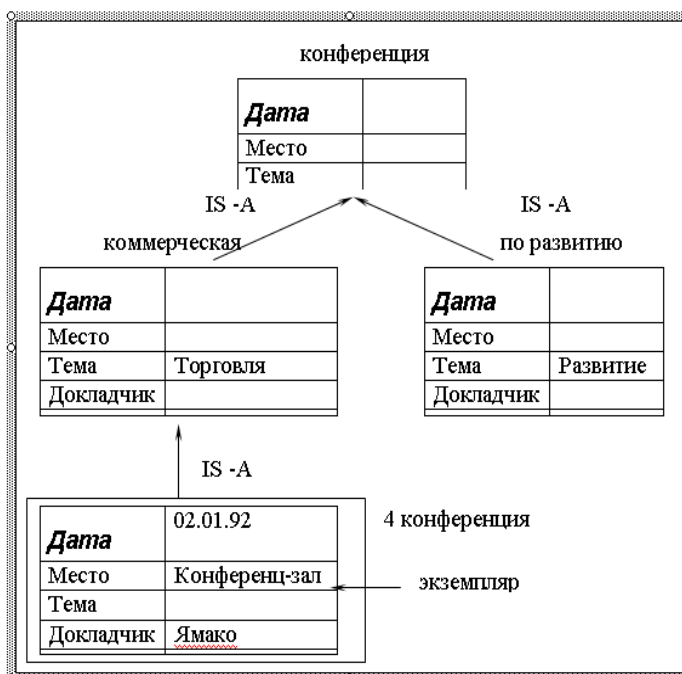 конференция
Дата
Место
Тема
IS -A
IS -A
коммерческая
по развитию
Дата
Место
Тема Торговля
Докладчик
Дата
Место
Тема Развитие
Докладчик
IS -A
4 конференция
Дата 02.01.92
Место Конференц-зал
экземпляр
Тема
Докладчик Ямако